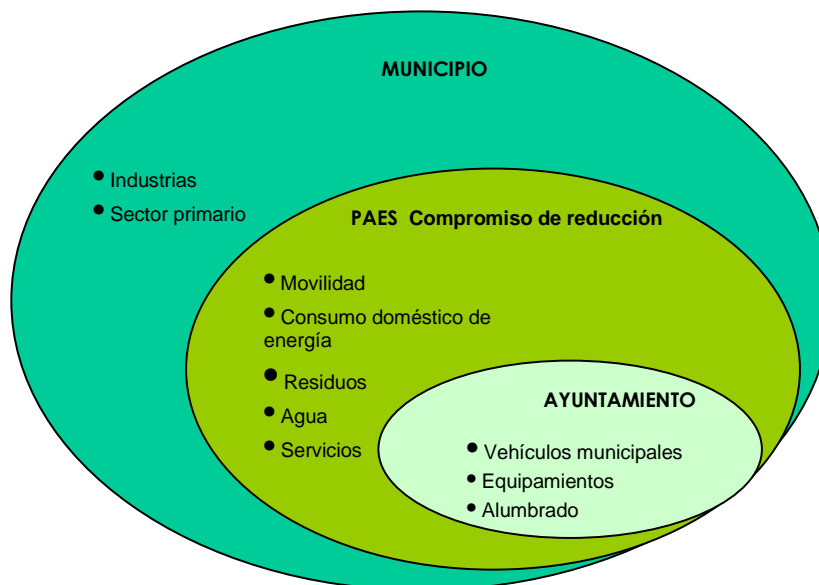 MUNICIPIO
• Industrias
• Sector primario
PAES Compromiso de reducción
• Movilidad
• Consumo doméstico de
energía
• Residuos
• Agua
• Servicios
AYUNTAMIENTO
• Vehículos municipales
• Equipamientos
• Alumbrado